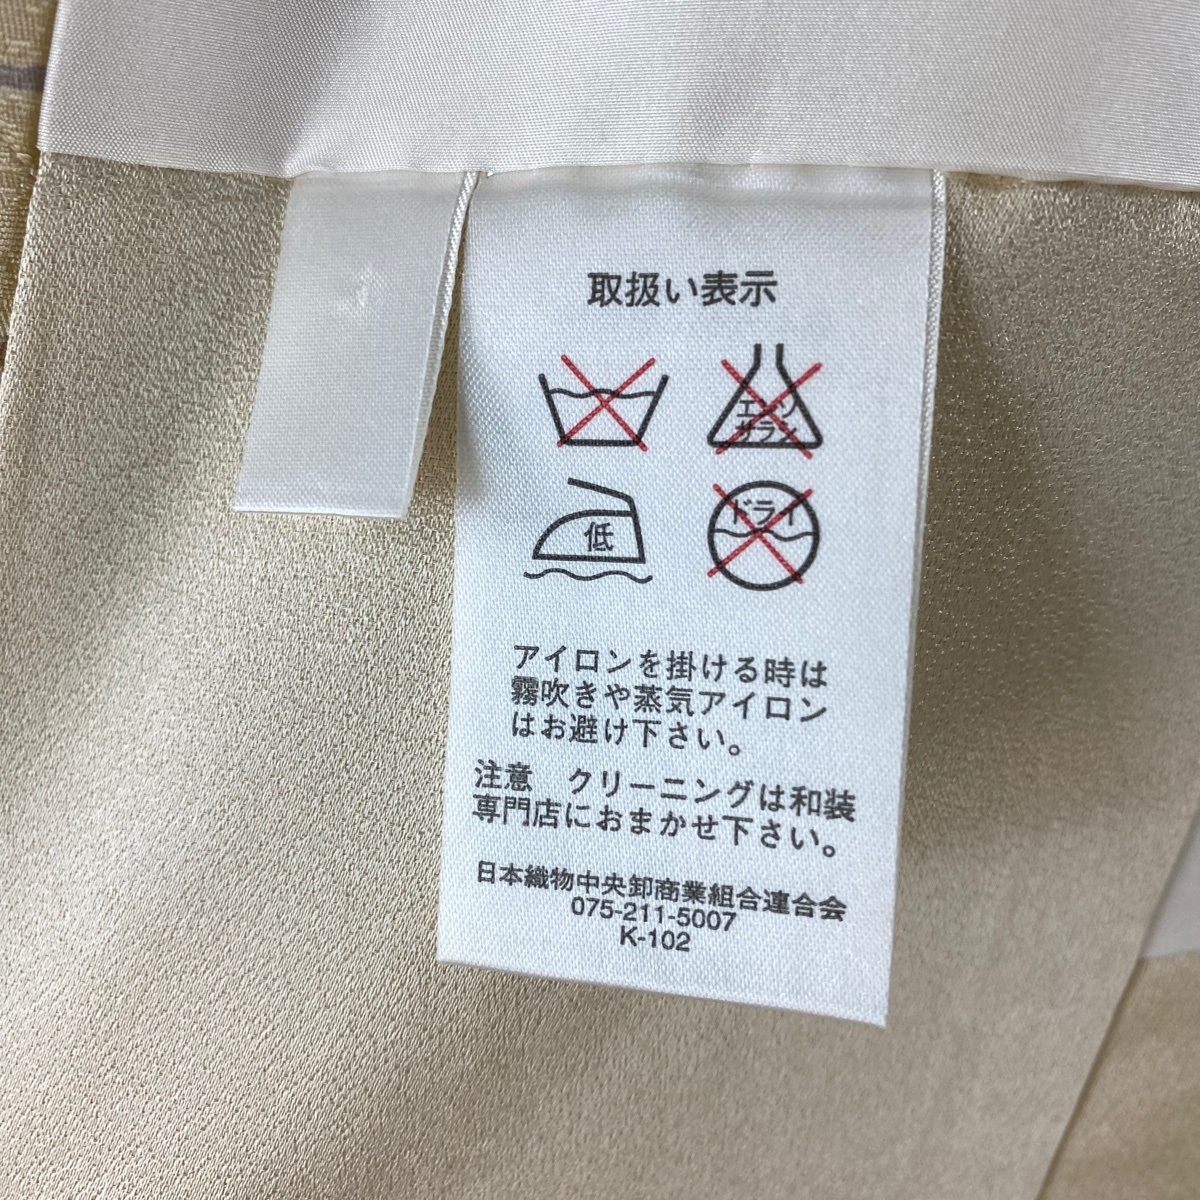 取扱い表示
エンソ
サラン
低
ドライ
アイロンを掛ける時は
霧吹きや蒸気アイロン
はお避け下さい。
注意　クリーニングは和装
専門店におまかせ下さい。
日本織物中央卸商業組合連合会
075-211-5007
K-102